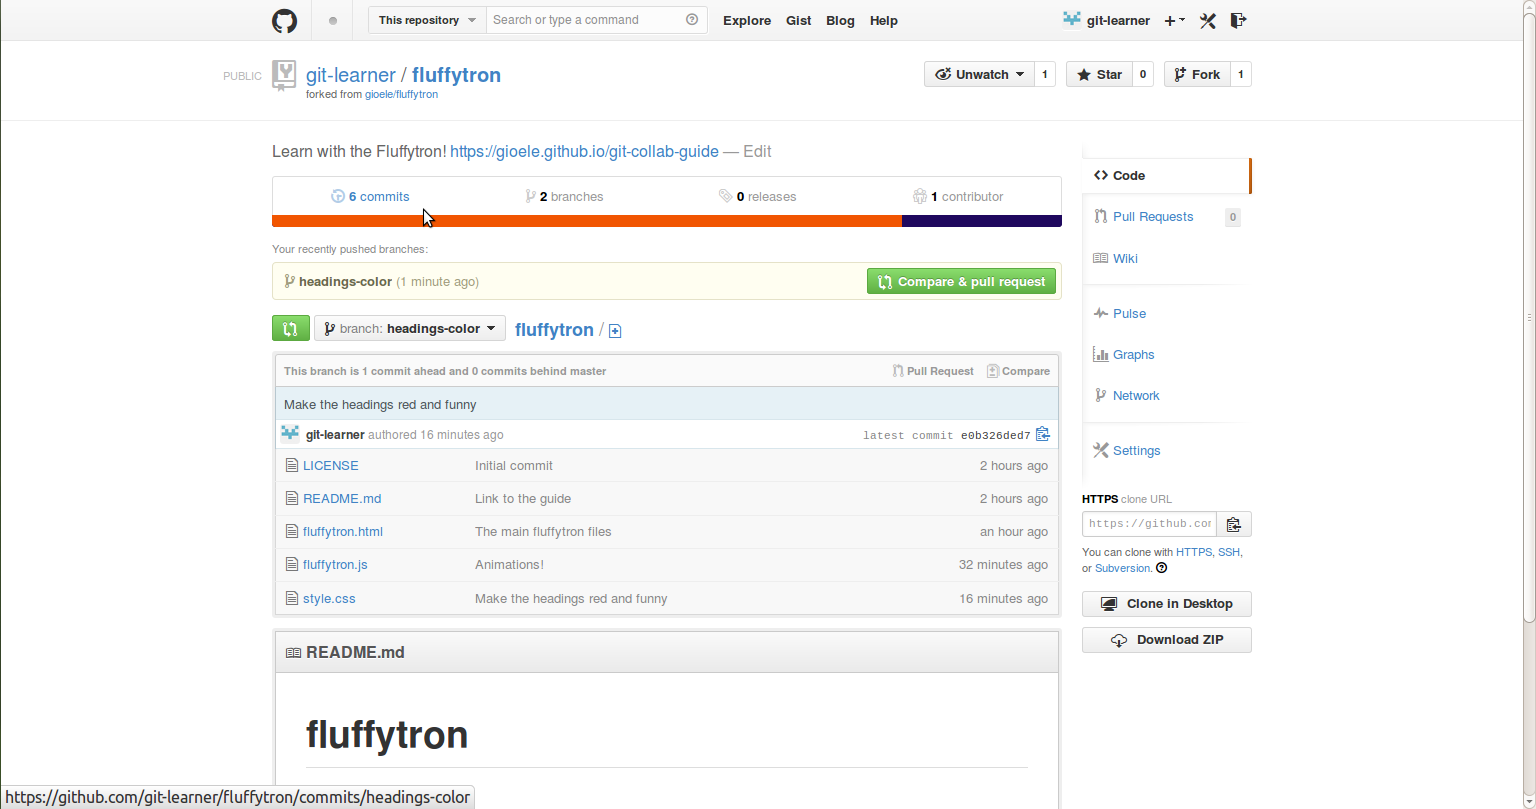 This repository Search or type a command Explore Gist Blog Help git-learner
PUBLIC git-learner / fluffytron
forked from gioele/fluffytron
Unwatch 1 Star 0 Fork 1
Learn with the Fluffytron! https://gioele.github.io/git-collab-guide — Edit
6 commits 2 branches 0 releases 1 contributor
Your recently pushed branches:
headings-color (1 minute ago) Compare & pull request
branch: headings-color fluffytron /
This branch is 1 commit ahead and 0 commits behind master Pull Request Compare
Make the headings red and funny
git-learner authored 16 minutes ago latest commit e0b326ded7
LICENSE Initial commit 2 hours ago
README.md Link to the guide 2 hours ago
fluffytron.html The main fluffytron files an hour ago
fluffytron.js Animations! 32 minutes ago
style.css Make the headings red and funny 16 minutes ago
README.md
fluffytron
Code
Pull Requests 0
Wiki
Pulse
Graphs
Network
Settings
HTTPS clone URL
https://github.com
You can clone with HTTPS, SSH,
or Subversion.
Clone in Desktop
Download ZIP
https://github.com/git-learner/fluffytron/commits/headings-color